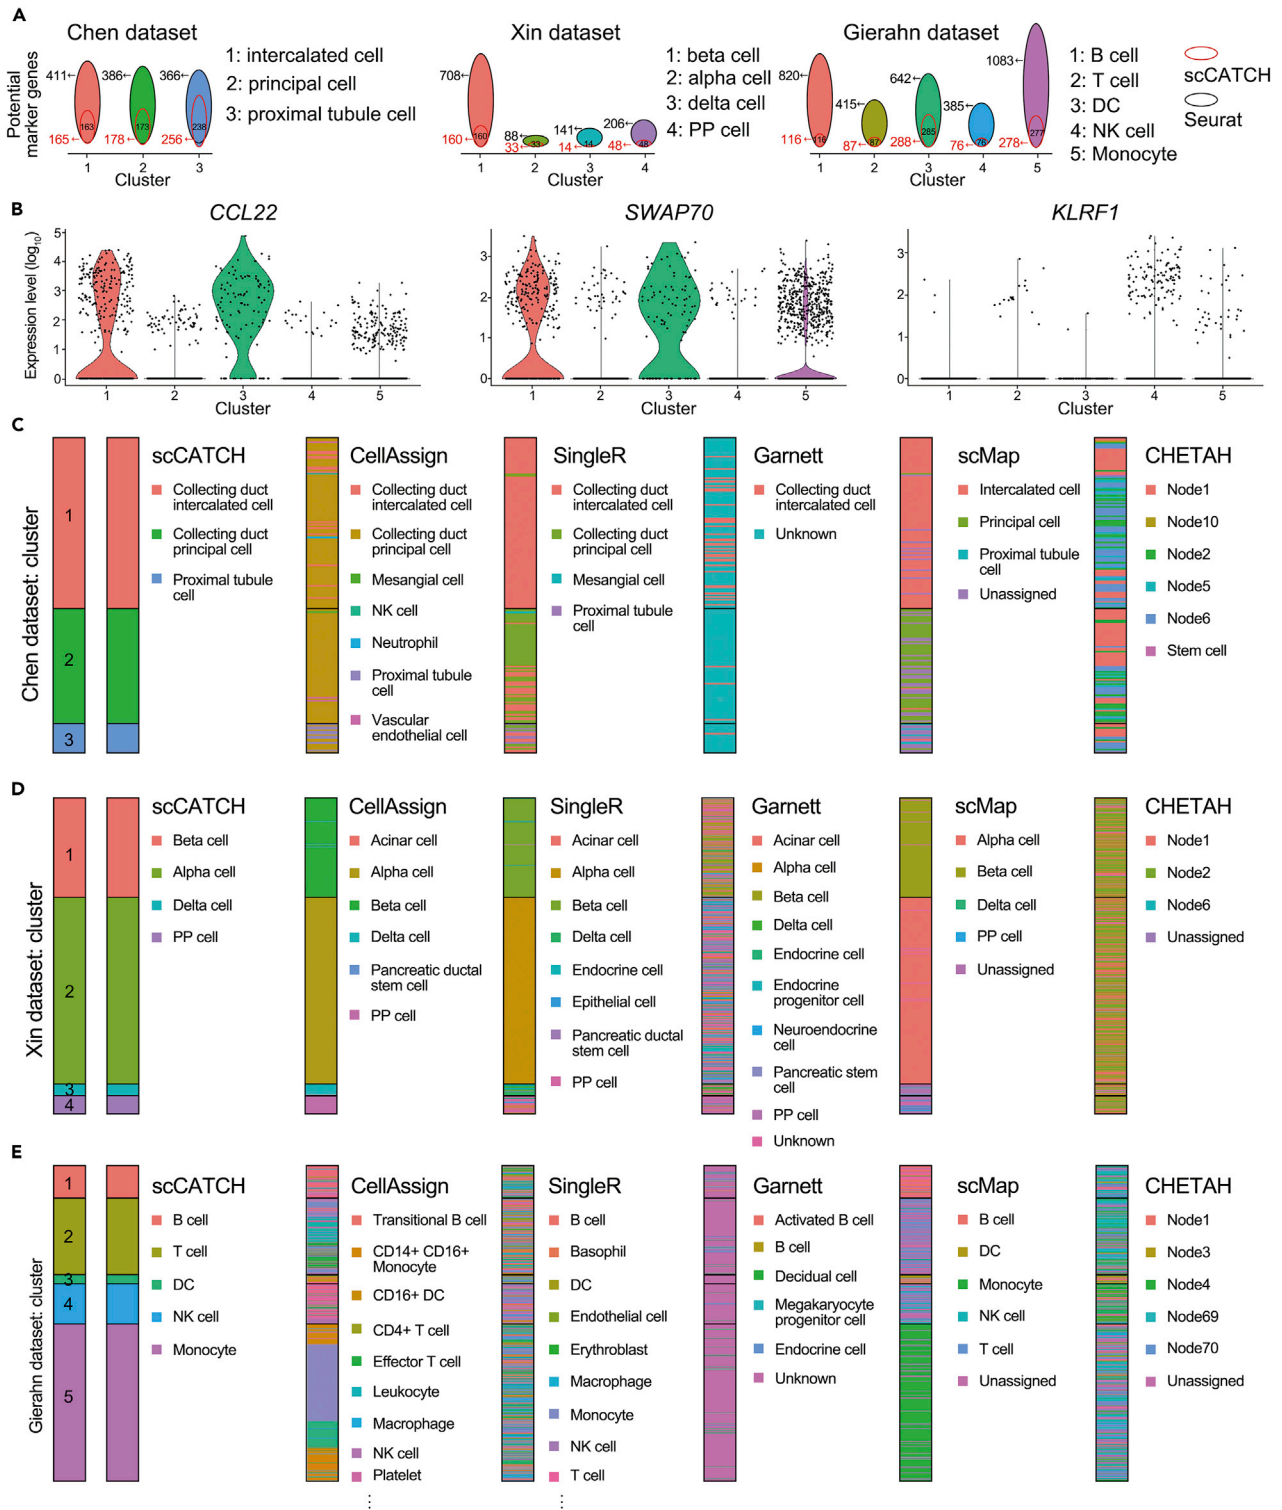 A
Chen dataset
Potential
marker genes
411
386
366
163
173
238
165
178
256
1
2
3
Cluster
1: intercalated cell
2: principal cell
3: proximal tubule cell
Xin dataset
708
88
141
206
160
33
14
48
160
33
14
48
1
2
3
4
Cluster
1: beta cell
2: alpha cell
3: delta cell
4: PP cell
Gierahn dataset
820
415
642
385
1083
116
87
285
76
277
116
87
288
76
278
1
2
3
4
5
Cluster
1: B cell
2: T cell
3: DC
4: NK cell
5: Monocyte
scCATCH
Seurat
B
CCL22
Expression level (log10)
5
4
3
2
1
0
1
2
3
4
5
Cluster
SWAP70
3
2
1
0
1
2
3
4
5
Cluster
KLRF1
3
2
1
0
1
2
3
4
5
Cluster
C
Chen dataset: cluster
1
2
3
scCATCH
Collecting duct
intercalated cell
Collecting duct
principal cell
Proximal tubule
cell
CellAssign
Collecting duct
intercalated cell
Collecting duct
principal cell
Mesangial cell
NK cell
Neutrophil
Proximal tubule
cell
Vascular
endothelial cell
SingleR
Collecting duct
intercalated cell
Collecting duct
principal cell
Mesangial cell
Proximal tubule
cell
Garnett
Collecting duct
intercalated cell
Unknown
scMap
Intercalated cell
Principal cell
Proximal tubule
cell
Unassigned
CHETAH
Node1
Node10
Node2
Node5
Node6
Stem cell
D
Xin dataset: cluster
1
2
3
4
scCATCH
Beta cell
Alpha cell
Delta cell
PP cell
CellAssign
Acinar cell
Alpha cell
Beta cell
Delta cell
Pancreatic ductal
stem cell
PP cell
SingleR
Acinar cell
Alpha cell
Beta cell
Delta cell
Endocrine cell
Epithelial cell
Pancreatic ductal
stem cell
PP cell
Garnett
Acinar cell
Alpha cell
Beta cell
Delta cell
Endocrine cell
Endocrine
progenitor cell
Neuroendocrine
cell
Pancreatic stem
cell
PP cell
Unknown
scMap
Alpha cell
Beta cell
Delta cell
PP cell
Unassigned
CHETAH
Node1
Node2
Node6
Unassigned
E
Gierahn dataset: cluster
1
2
3
4
5
scCATCH
B cell
T cell
DC
NK cell
Monocyte
CellAssign
Transitional B cell
CD14+ CD16+
Monocyte
CD16+ DC
CD4+ T cell
Effector T cell
Leukocyte
Macrophage
NK cell
Platelet
⋮
SingleR
B cell
Basophil
DC
Endothelial cell
Erythroblast
Macrophage
Monocyte
NK cell
T cell
⋮
Garnett
Activated B cell
B cell
Decidual cell
Megakaryocyte
progenitor cell
Endocrine cell
Unknown
scMap
B cell
DC
Monocyte
NK cell
T cell
Unassigned
CHETAH
Node1
Node3
Node4
Node69
Node70
Unassigned